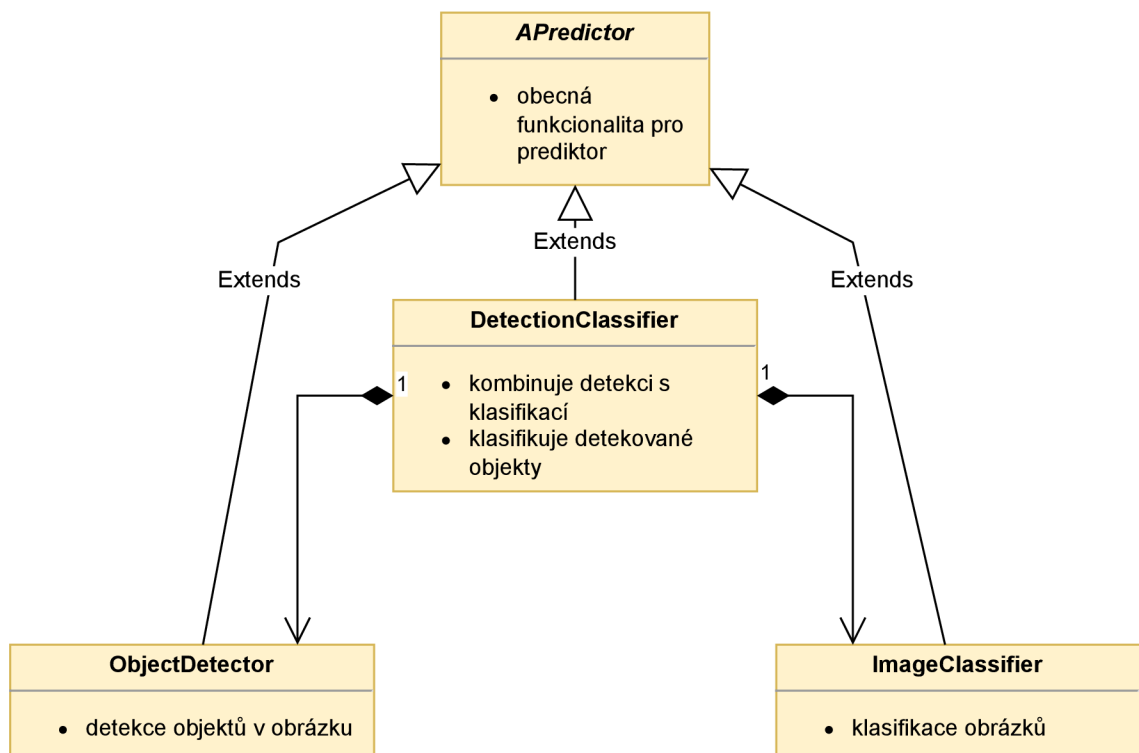 APredictor
• obecná
funkcionalita pro
prediktor
Extends
Extends
Extends
DetectionClassifier
1
• kombinuje detekci s
klasifikací
• klasifikuje detekované
objekty
1
ObjectDetector
• detekce objektů v obrázku
ImageClassifier
• klasifikace obrázků